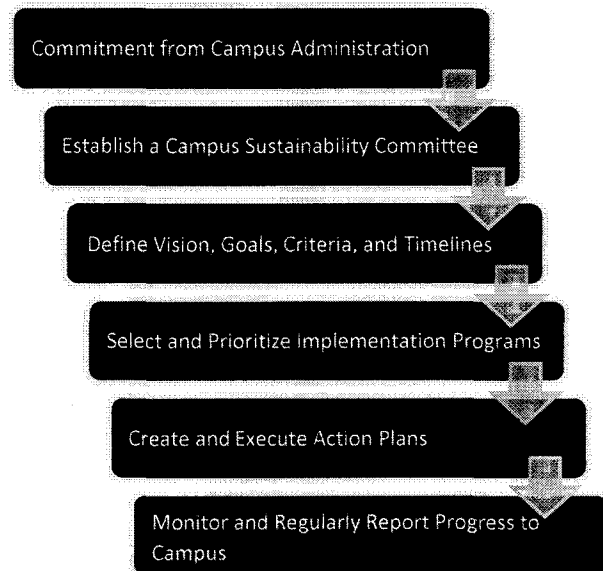 Commitment from Campus Administration
Establish a Campus Sustainability Committee
Define Vision, Goals, Criteria, and Timelines
Select and Prioritize Implementation Programs
Create and Execute Action Plans
Monitor and Regularly Report Progress to
Campus